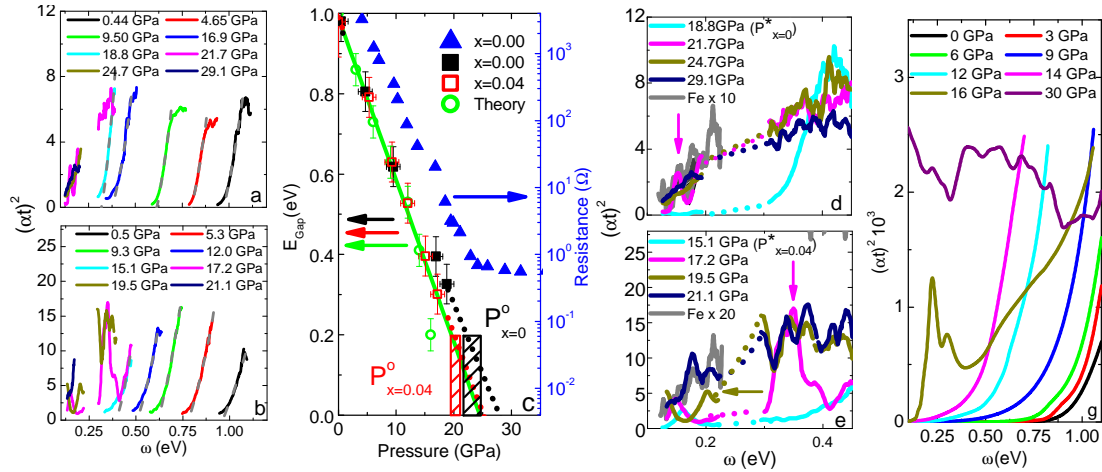 0.44 GPa 4.65 GPa
9.50 GPa 16.9 GPa
18.8 GPa 21.7 GPa
24.7 GPa 29.1 GPa
12
8
4
0
(αt)²
a
0.5 GPa 5.3 GPa
9.3 GPa 12.0 GPa
15.1 GPa 17.2 GPa
19.5 GPa 21.1 GPa
25
20
15
10
5
0
(αt)²
b
0.25 0.50 0.75 1.00
ω (eV)
1.0
0.8
0.6
0.4
0.2
0.0
E_Gap (eV)
x=0.00
x=0.00
x=0.04
Theory
P^o_x=0
P^o_x=0.04
c
0 10 20 30
Pressure (GPa)
10³
10²
10¹
10⁰
10⁻¹
10⁻²
Resistance (Ω)
18.8GPa (P*_x=0)
21.7GPa
24.7GPa
29.1GPa
Fe x 10
12
8
4
0
(αt)²
d
15.1 GPa (P*_x=0.04)
17.2 GPa
19.5 GPa
21.1 GPa
Fe x 20
25
20
15
10
5
0
(αt)²
e
0.2 0.4
ω (eV)
0 GPa 3 GPa
6 GPa 9 GPa
12 GPa 14 GPa
16 GPa 30 GPa
3
2
1
0
(αt)² 10³
g
0.25 0.50 0.75 1.00
ω(eV)